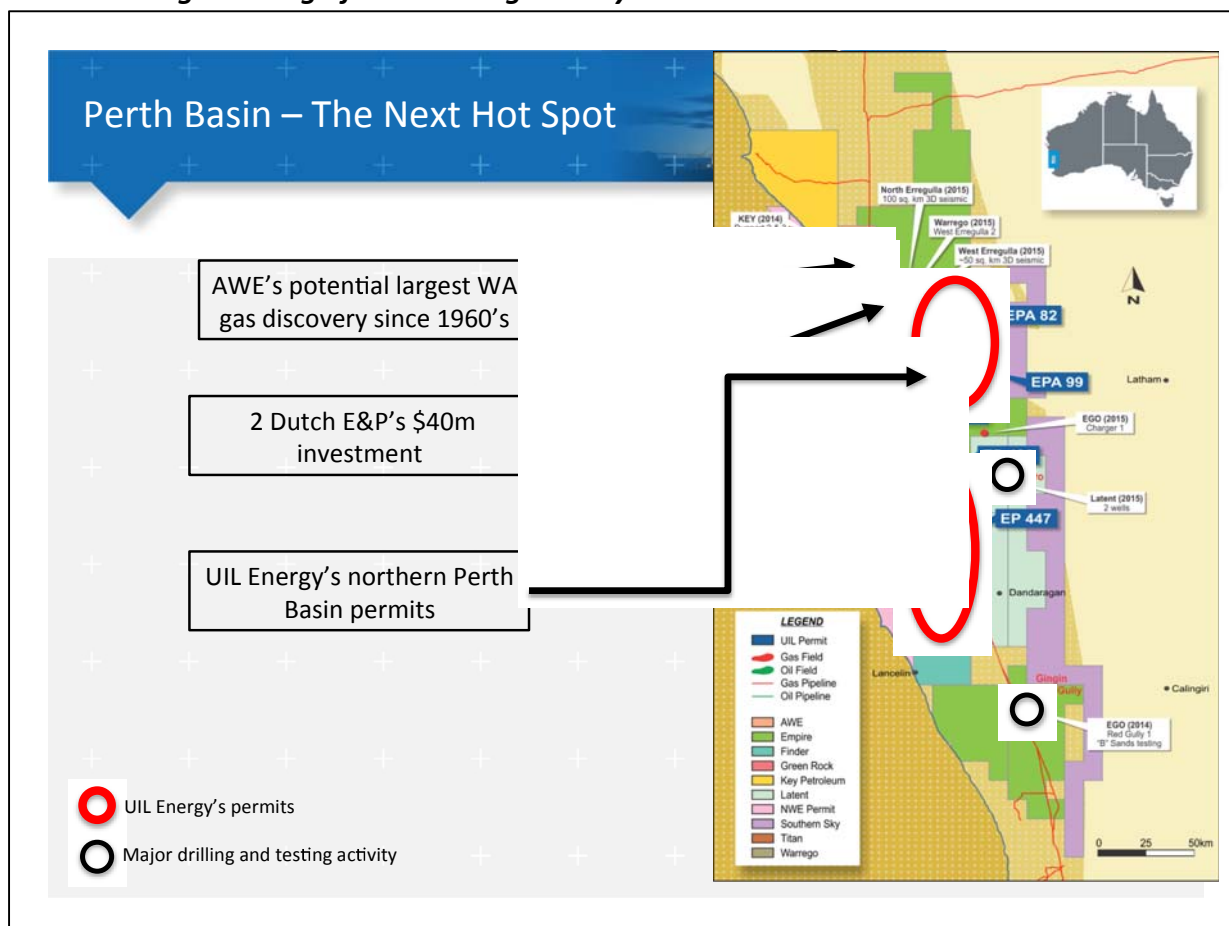 Perth Basin – The Next Hot Spot
AWE's potential largest WA
gas discovery since 1960's
2 Dutch E&P's $40m
investment
UIL Energy's northern Perth
Basin permits
UIL Energy's permits
Major drilling and testing activity
North Erregulla (2015)
100 sq. km 3D seismic
KEY (2014)
Warrego (2015)
West Erregulla 2
West Erregulla (2015)
~50 sq. km 3D seismic
N
EPA 82
EPA 99
Latham
EGO (2015)
Charger 1
Latent (2015)
2 wells
EP 447
Dandaragan
LEGEND
UIL Permit
Gas Field
Oil Field
Gas Pipeline
Oil Pipeline
AWE
Empire
Finder
Green Rock
Key Petroleum
Latent
NWE Permit
Southern Sky
Titan
Warrego
Lancelin
Gingin
Gully
Calingiri
EGO (2014)
Red Gully 1
"B" Sands testing
0 25 50km